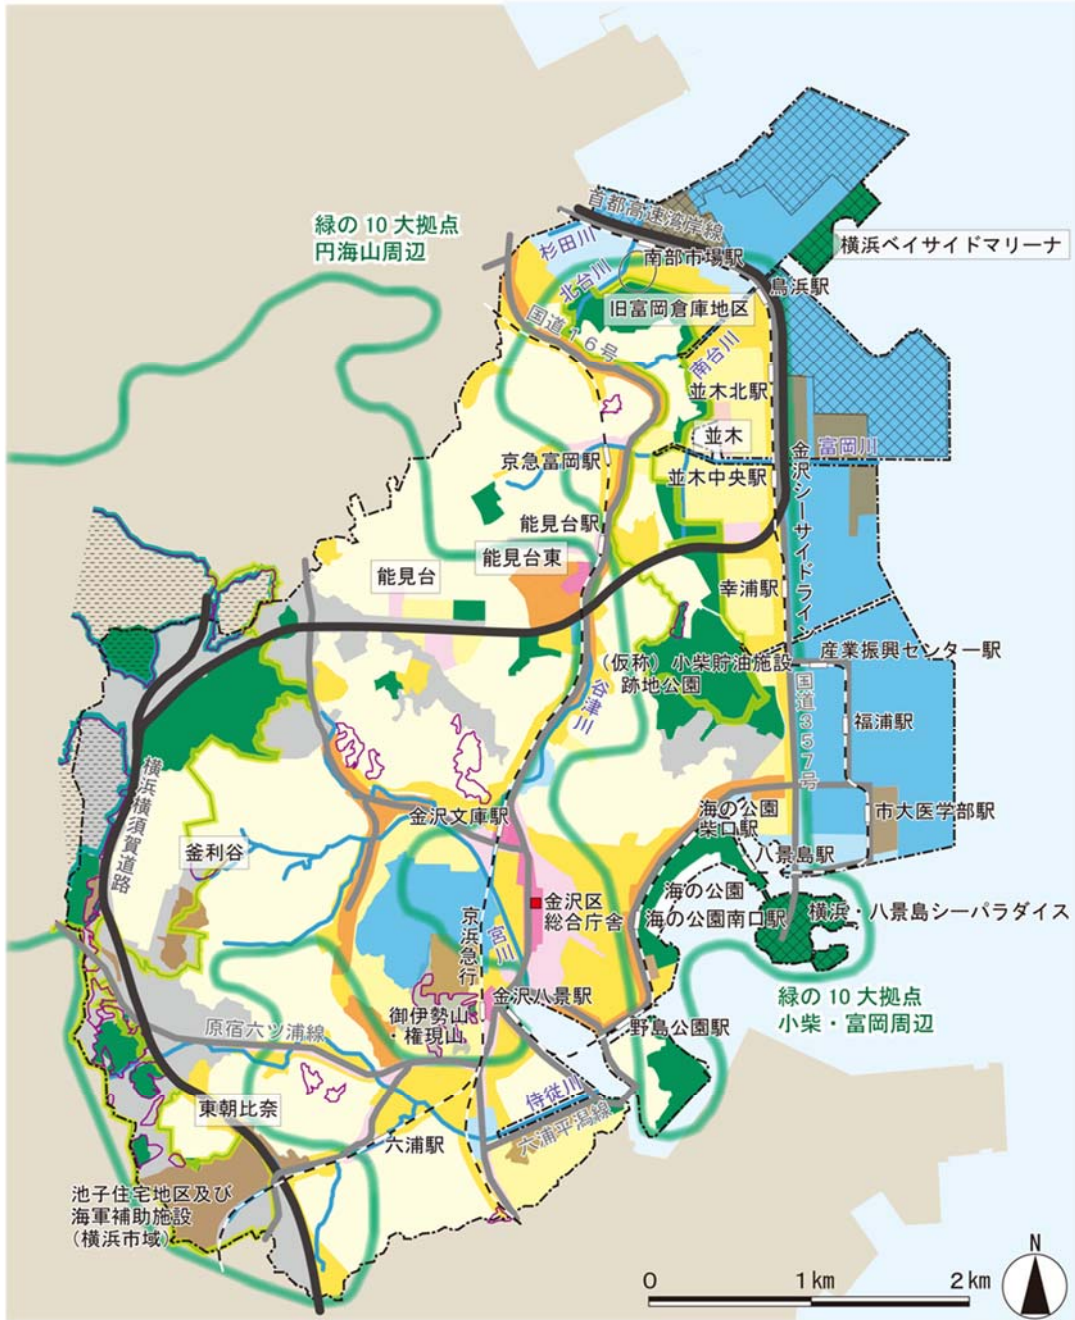 首都高速湾岸線
緑の10大拠点
円海山周辺
杉田川
南部市場駅
横浜ベイサイドマリーナ
北台川
鳥浜駅
旧富岡倉庫地区
国道16号
南台川
並木北駅
並木
富岡川
京急富岡駅
並木中央駅
金沢シーサイドライン
能見台駅
能見台東
能見台
幸浦駅
産業振興センター駅
(仮称)小柴貯油施設
跡地公園
谷津川
国道357号
福浦駅
横浜横須賀道路
金沢文庫駅
海の公園
柴口駅
市大医学部駅
釜利谷
八景島駅
海の公園
金沢区
総合庁舎
海の公園南口駅
横浜・八景島シーパラダイス
京浜急行
宮川
金沢八景駅
緑の10大拠点
小柴・富岡周辺
御伊勢山
・権現山
野島公園駅
原宿六ツ浦線
侍従川
東朝比奈
六浦平潟線
六浦駅
池子住宅地区及び
海軍補助施設
(横浜市域)
N
0 1km 2km